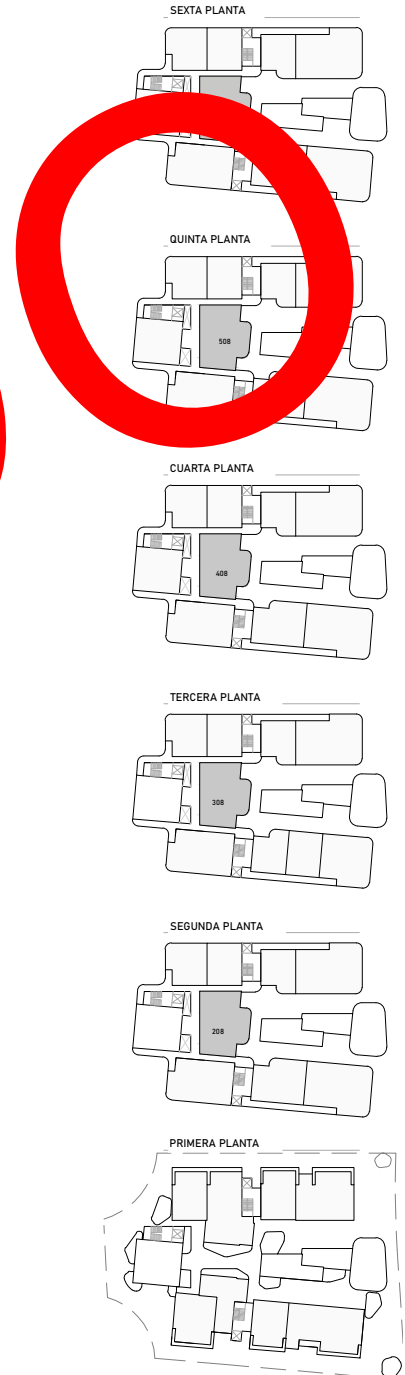 SEXTA PLANTA
QUINTA PLANTA
508
CUARTA PLANTA
408
TERCERA PLANTA
308
SEGUNDA PLANTA
208
PRIMERA PLANTA